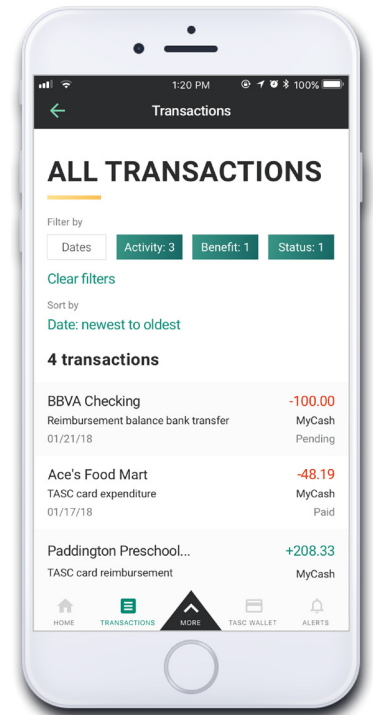 1:20 PM 100%
Transactions
ALL TRANSACTIONS
Filter by
Dates Activity: 3 Benefit: 1 Status: 1
Clear filters
Sort by
Date: newest to oldest
4 transactions
BBVA Checking -100.00
Reimbursement balance bank transfer MyCash
01/21/18 Pending
Ace's Food Mart -48.19
TASC card expenditure MyCash
01/17/18 Paid
Paddington Preschool... +208.33
TASC card reimbursement MyCash
HOME TRANSACTIONS MORE TASC WALLET ALERTS